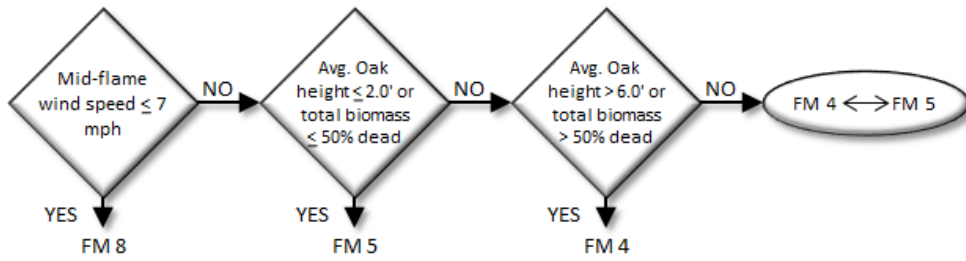 Mid-flame
wind speed ≤ 7
mph
NO
YES
FM 8
Avg. Oak
height ≤ 2.0' or
total biomass
≤ 50% dead
NO
YES
FM 5
Avg. Oak
height > 6.0' or
total biomass
> 50% dead
NO
YES
FM 4
FM 4 ⟷ FM 5